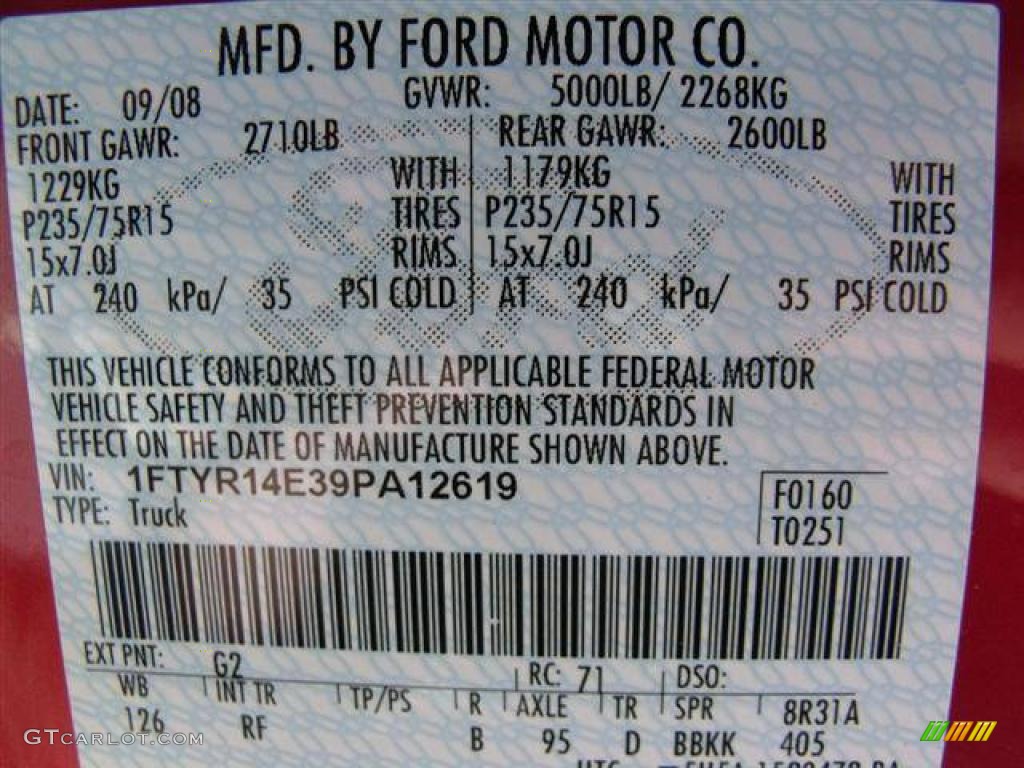 MFD. BY FORD MOTOR CO.
DATE: 09/08 GVWR: 5000LB/ 2268KG
FRONT GAWR: 2710LB REAR GAWR: 2600LB
1229KG WITH 1179KG WITH
P235/75R15 TIRES P235/75R15 TIRES
15x7.0J RIMS 15x7.0J RIMS
AT 240 kPa/ 35 PSI COLD AT 240 kPa/ 35 PSI COLD
THIS VEHICLE CONFORMS TO ALL APPLICABLE FEDERAL MOTOR
VEHICLE SAFETY AND THEFT PREVENTION STANDARDS IN
EFFECT ON THE DATE OF MANUFACTURE SHOWN ABOVE.
VIN: 1FTYR14E39PA12619
TYPE: Truck
F0160
T0251
EXT PNT: G2 RC: 71 DSO:
WB INT TR TP/PS R AXLE TR SPR 8R31A
126 RF B 95 D BBKK 405
GTCARLOT.COM